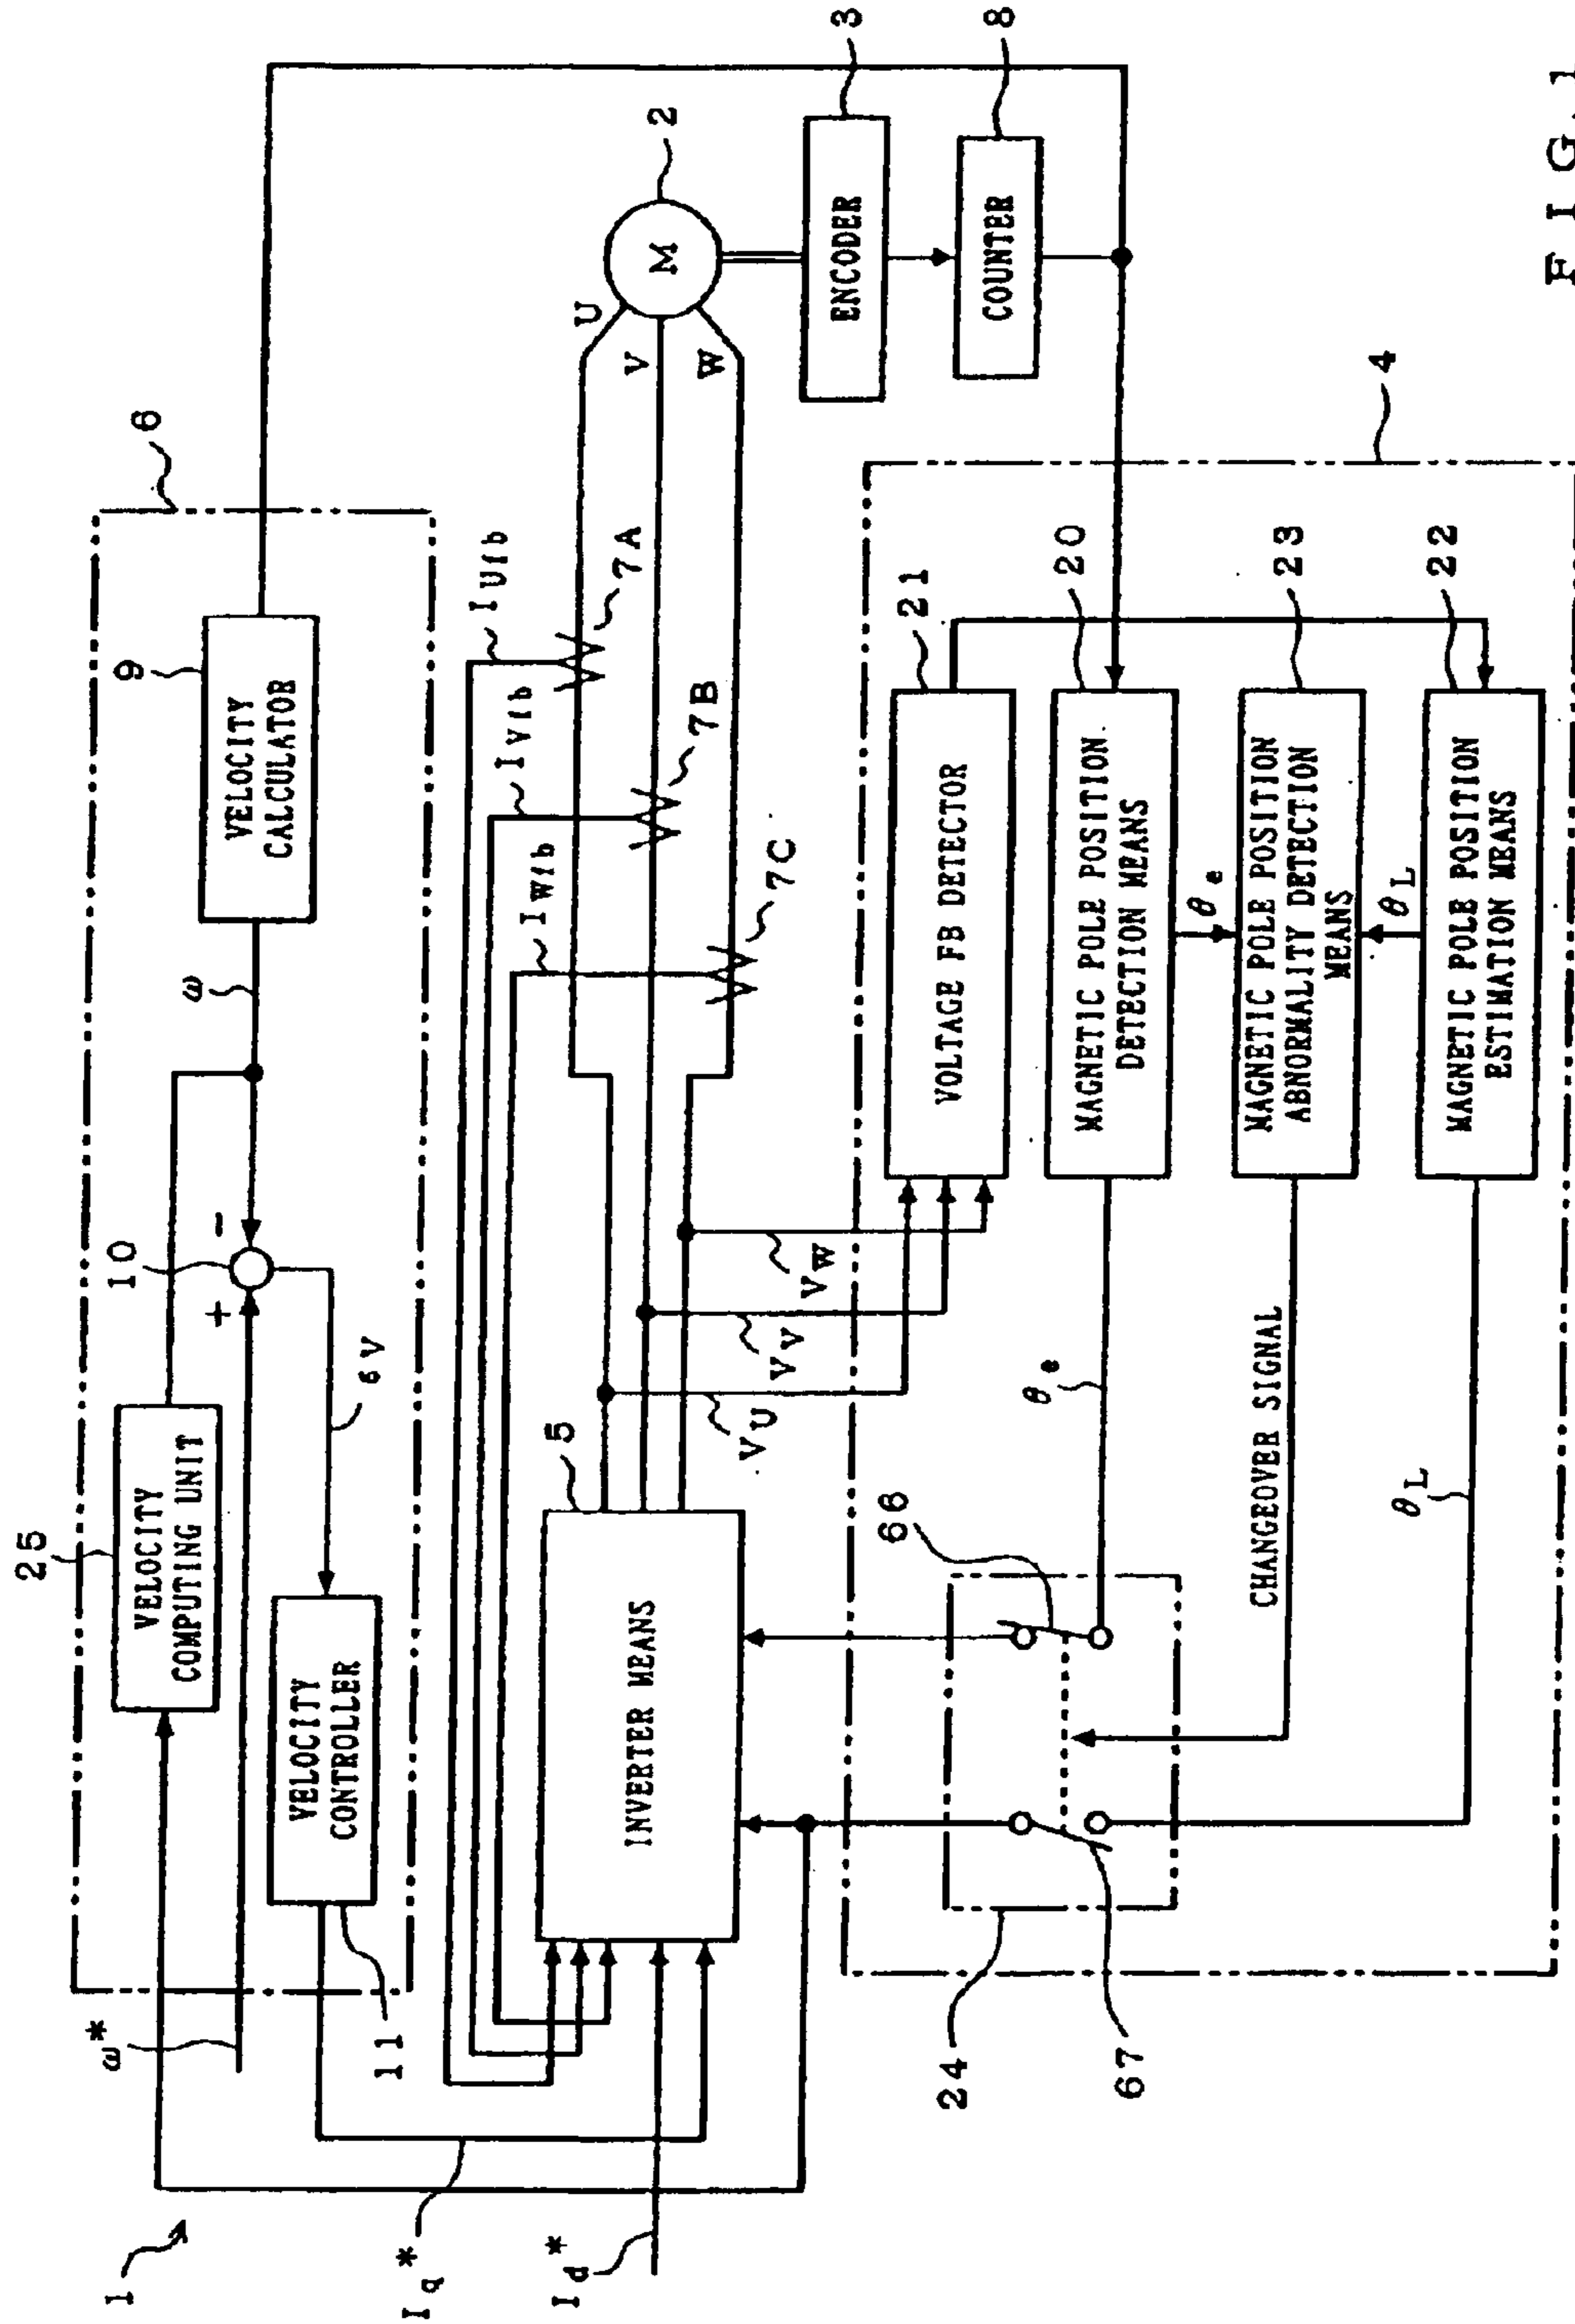 1
25
VELOCITY
COMPUTING UNIT
ω*
10
+
-
ω
9
VELOCITY
CALCULATOR
6
VELOCITY
CONTROLLER
11
εV
Iq*
Id*
IUfb
IVfb
IWfb
7A
7B
7C
INVERTER MEANS
5
U
V
W
M
2
ENCODER
3
COUNTER
8
VU
VV
VW
4
VOLTAGE FB DETECTOR
21
MAGNETIC POLE POSITION
DETECTION MEANS
20
θe
θe
MAGNETIC POLE POSITION
ABNORMALITY DETECTION
MEANS
23
θL
MAGNETIC POLE POSITION
ESTIMATION MEANS
22
CHANGEOVER SIGNAL
θL
66
24
67
FIG.1